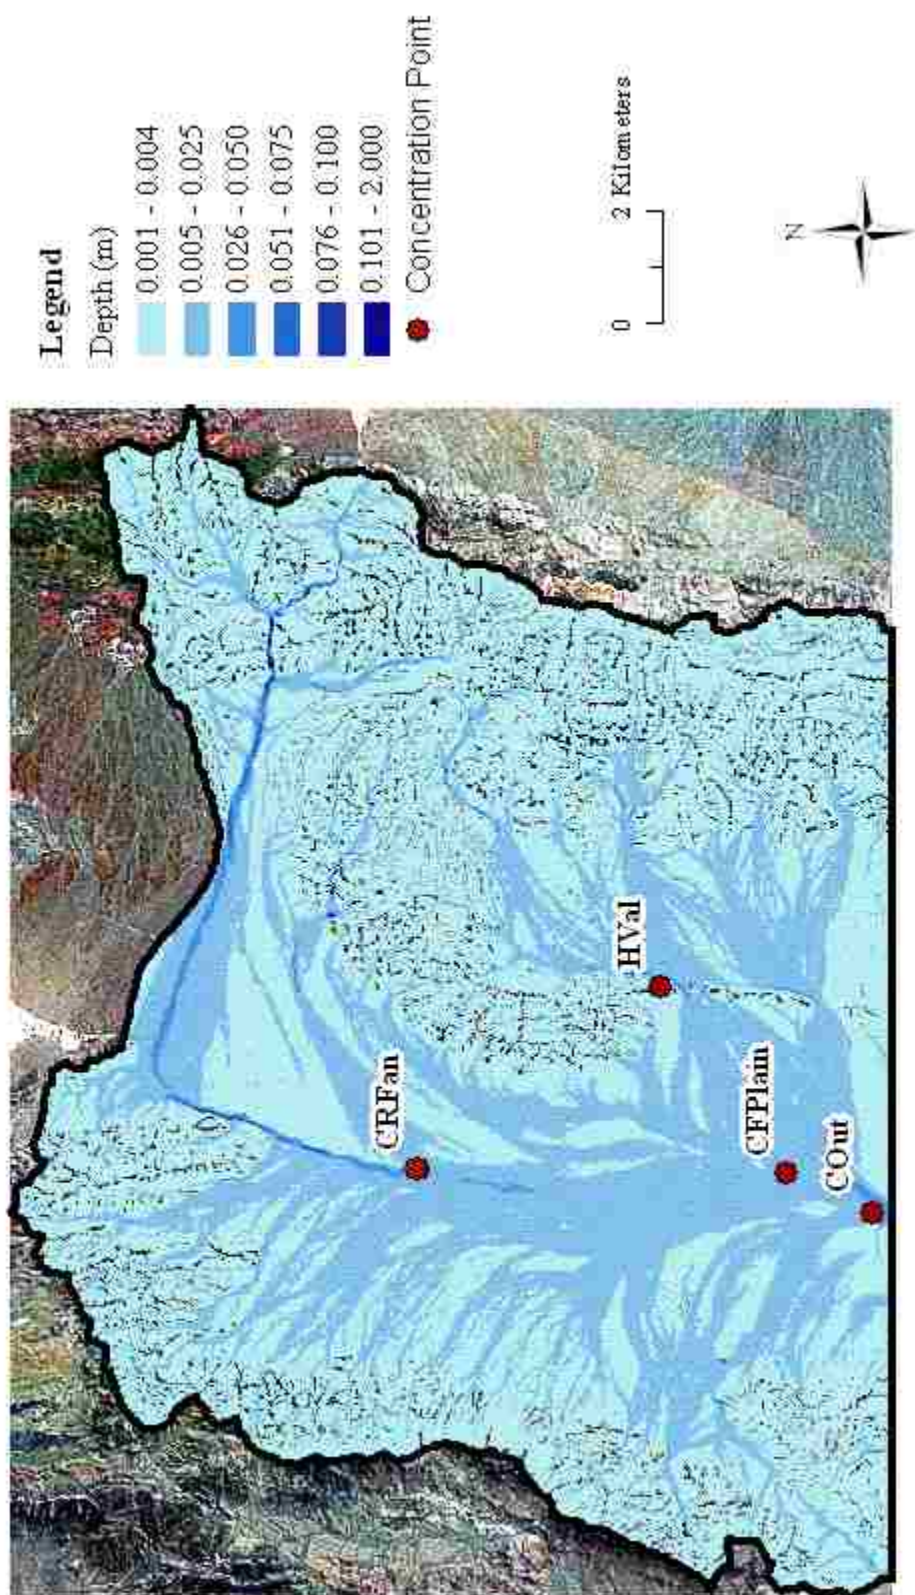 Legend
Depth (m)
0.001 - 0.004
0.005 - 0.025
0.026 - 0.050
0.051 - 0.075
0.076 - 0.100
0.101 - 2.000
Concentration Point
0 2 Kilometers
N
CRFan
HVal
CFPlain
COut